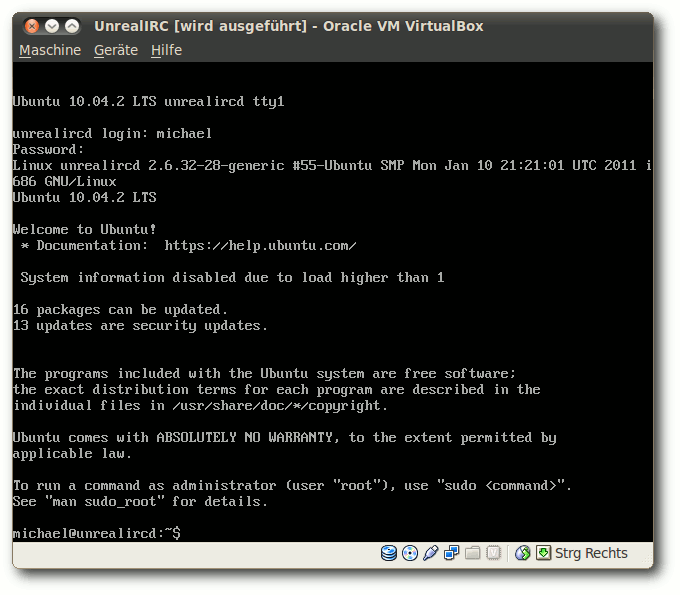 UnrealIRC [wird ausgeführt] - Oracle VM VirtualBox
Maschine Geräte Hilfe
Ubuntu 10.04.2 LTS unrealircd tty1
unrealircd login: michael
Password:
Linux unrealircd 2.6.32-28-generic #55-Ubuntu SMP Mon Jan 10 21:21:01 UTC 2011 i
686 GNU/Linux
Ubuntu 10.04.2 LTS
Welcome to Ubuntu!
* Documentation:  https://help.ubuntu.com/
System information disabled due to load higher than 1
16 packages can be updated.
13 updates are security updates.
The programs included with the Ubuntu system are free software;
the exact distribution terms for each program are described in the
individual files in /usr/share/doc/*/copyright.
Ubuntu comes with ABSOLUTELY NO WARRANTY, to the extent permitted by
applicable law.
To run a command as administrator (user "root"), use "sudo <command>".
See "man sudo_root" for details.
michael@unrealircd:~$
Strg Rechts